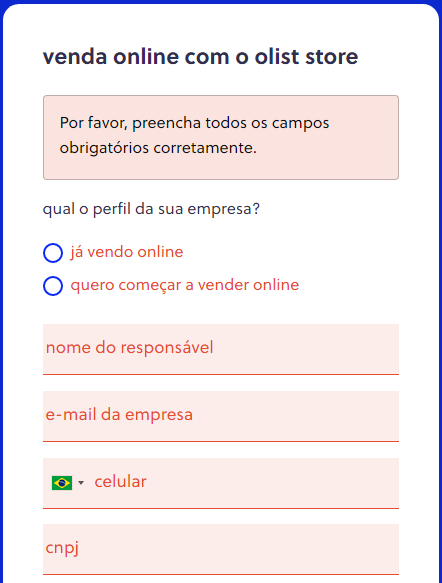 venda online com o olist store
Por favor, preencha todos os campos
obrigatórios corretamente.
qual o perfil da sua empresa?
já vendo online
quero começar a vender online
nome do responsável
e-mail da empresa
celular
cnpj